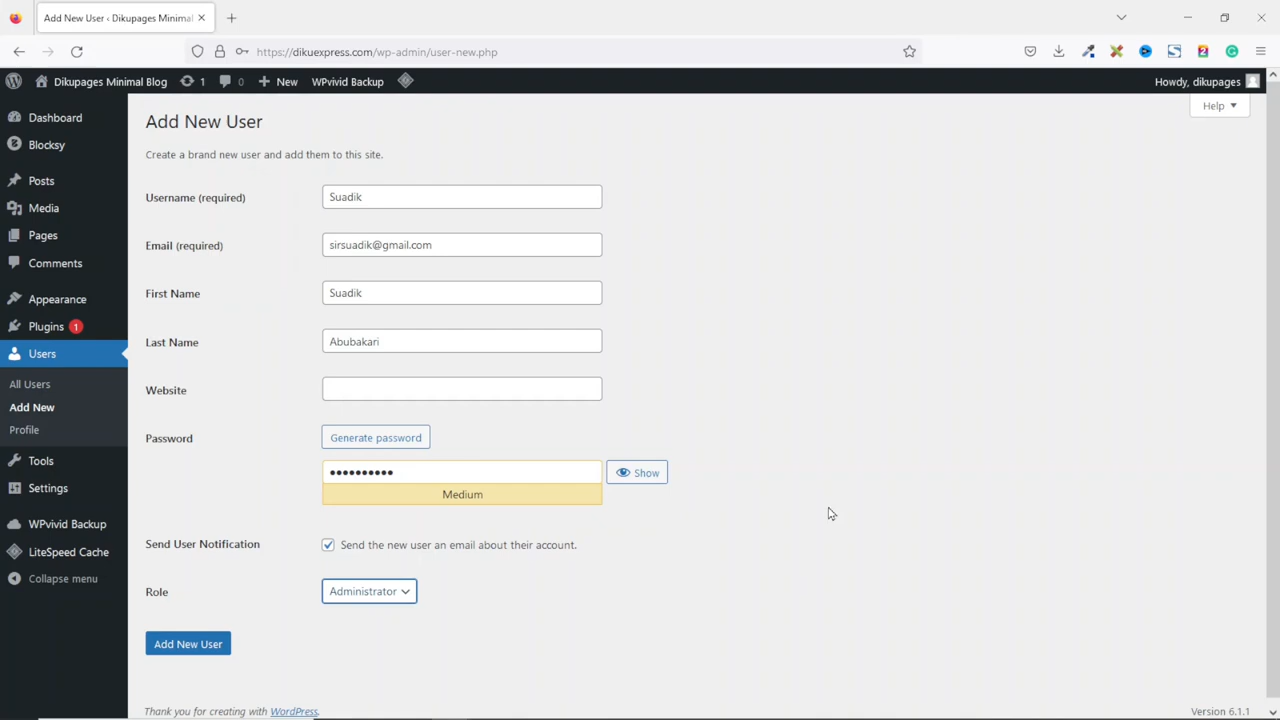 Add New User ‹ Dikupages Minimal
https://dikuexpress.com/wp-admin/user-new.php
2
Dikupages Minimal Blog
1
0
New
WPvivid Backup
Howdy, dikupages
Help
Dashboard
Blocksy
Posts
Media
Pages
Comments
Appearance
Plugins 1
Users
All Users
Add New
Profile
Tools
Settings
WPvivid Backup
LiteSpeed Cache
Collapse menu
Add New User
Create a brand new user and add them to this site.
Username (required) Suadik
Email (required) sirsuadik@gmail.com
First Name Suadik
Last Name Abubakari
Website
Password Generate password
•••••••••• Show
Medium
Send User Notification Send the new user an email about their account.
Role Administrator
Add New User
Thank you for creating with WordPress.
Version 6.1.1